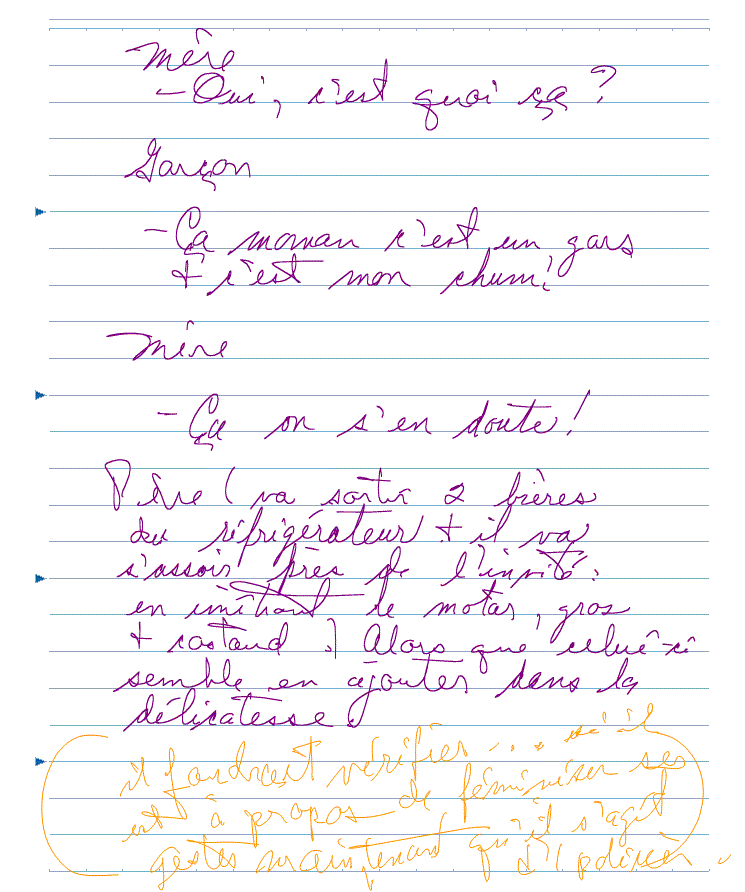 Mère
- Oui, c'est quoi ça ?
Garçon
- Ça moman c'est un gars
+ c'est mon chum!
Mère
- Ça on s'en doute!
Père (va sortir 2 bières
du réfrigérateur + il va
s'assoir près de l'invité.
en imitant le motar, gros
+ costaud.) Alors que celui-ci
semble en ajouter dans la
délicatesse.
il faudrait vérifier ... s'il
est à propos de féminiser ses
gestes maintenant qu'il s'agit